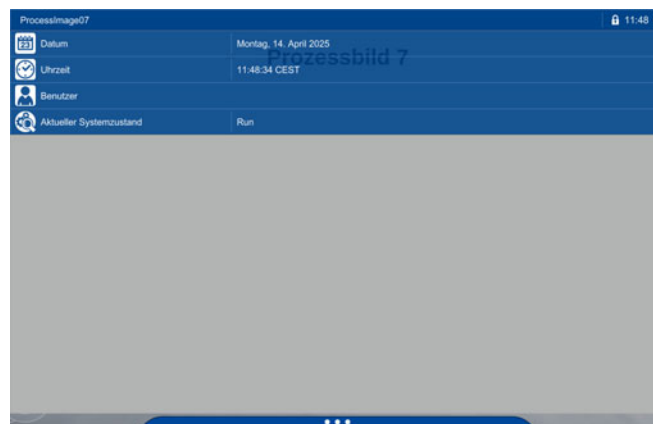 ProcessImage07 11:48
23 Datum Montag, 14. April 2025
Prozessbild 7
Uhrzeit 11:48:34 CEST
Benutzer
Aktueller Systemzustand Run